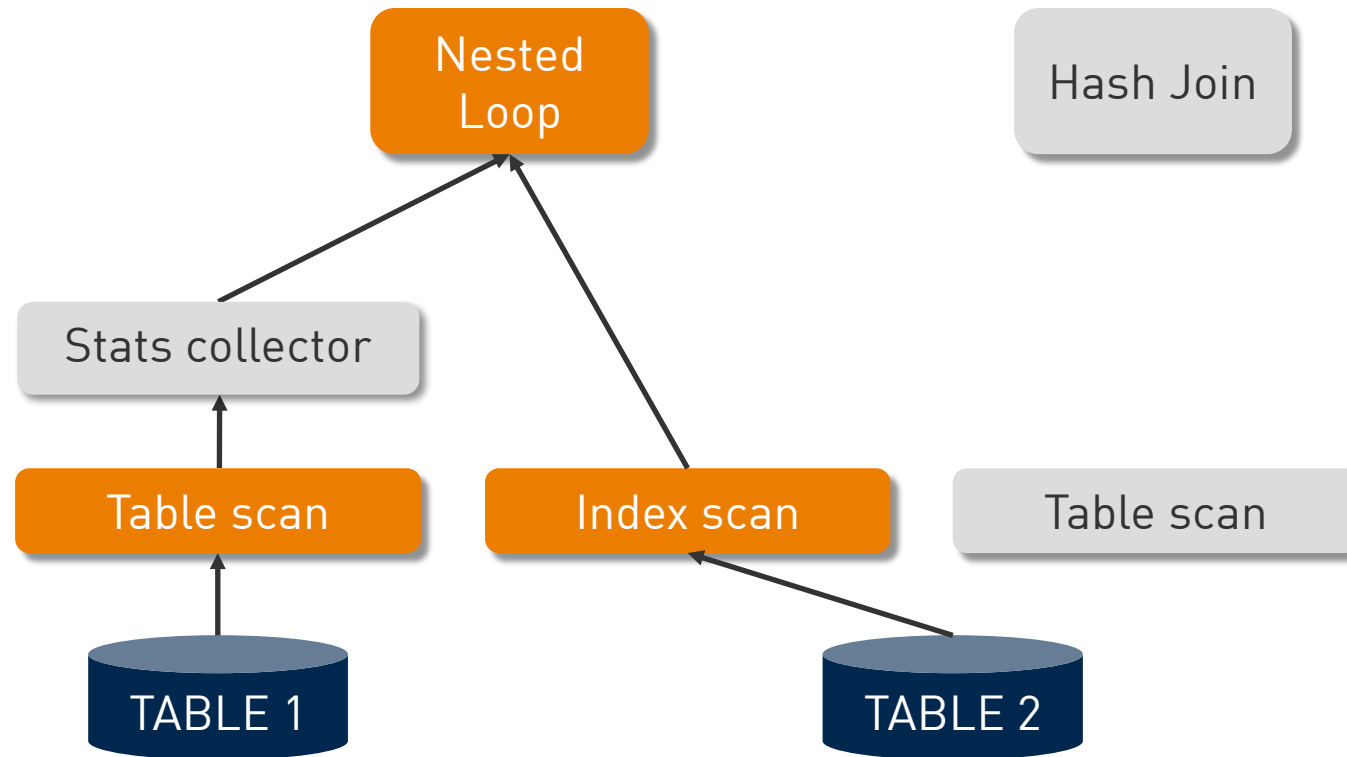 Nested
Loop
Hash Join
Stats collector
Table scan
Index scan
Table scan
TABLE 1
TABLE 2